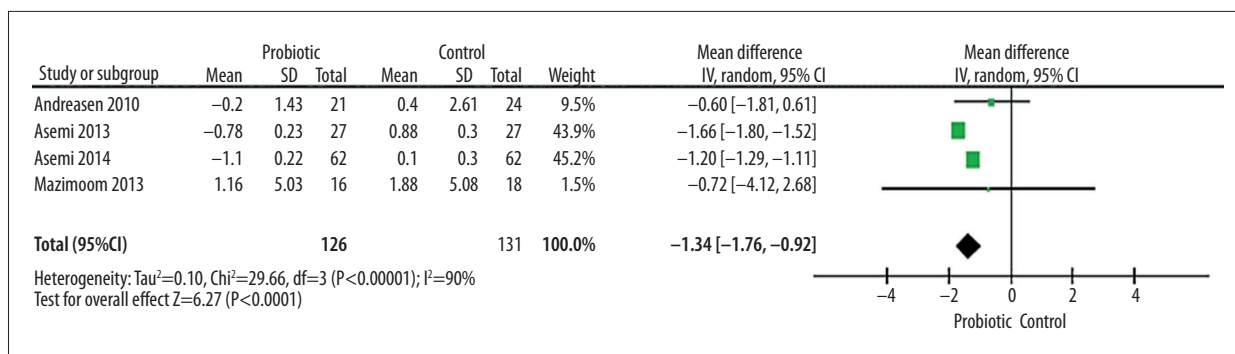 Probiotic Control Mean difference Mean difference
Study or subgroup Mean SD Total Mean SD Total Weight IV, random, 95% CI IV, random, 95% CI
Andreasen 2010 −0.2 1.43 21 0.4 2.61 24 9.5% −0.60 [−1.81, 0.61]
Asemi 2013 −0.78 0.23 27 0.88 0.3 27 43.9% −1.66 [−1.80, −1.52]
Asemi 2014 −1.1 0.22 62 0.1 0.3 62 45.2% −1.20 [−1.29, −1.11]
Mazimoom 2013 1.16 5.03 16 1.88 5.08 18 1.5% −0.72 [−4.12, 2.68]
Total (95%CI) 126 131 100.0% −1.34 [−1.76, −0.92]
Heterogeneity: Tau²=0.10, Chi²=29.66, df=3 (P<0.00001); I²=90%
Test for overall effect Z=6.27 (P<0.0001)
−4 −2 0 2 4
Probiotic Control